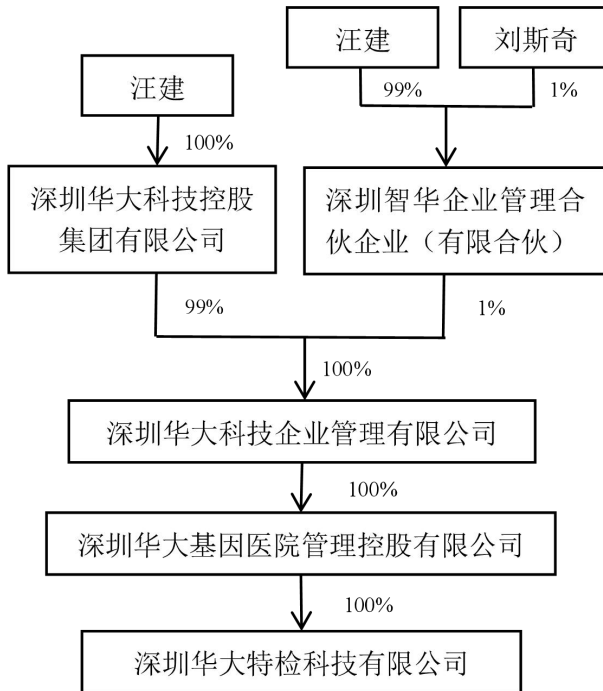 汪建
刘斯奇
99%
1%
汪建
100%
深圳华大科技控股
集团有限公司
深圳智华企业管理合
伙企业（有限合伙）
99%
1%
100%
深圳华大科技企业管理有限公司
100%
深圳华大基因医院管理控股有限公司
100%
深圳华大特检科技有限公司